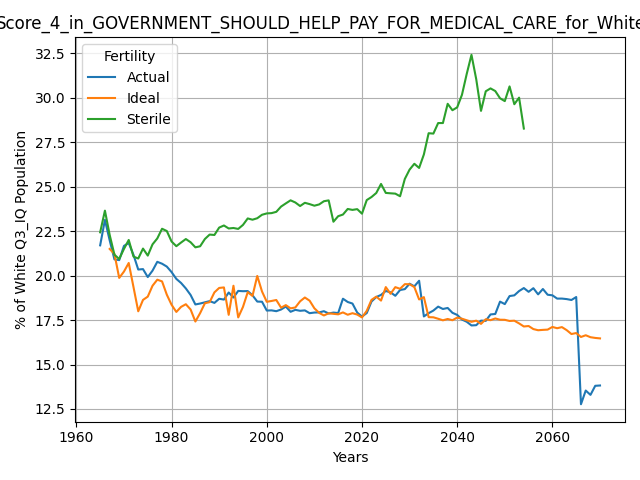 Score_4_in_GOVERNMENT_SHOULD_HELP_PAY_FOR_MEDICAL_CARE_for_White
Fertility
Actual
Ideal
Sterile
32.5
30.0
27.5
25.0
22.5
20.0
17.5
15.0
12.5
% of White Q3_IQ Population
1960
1980
2000
2020
2040
2060
Years